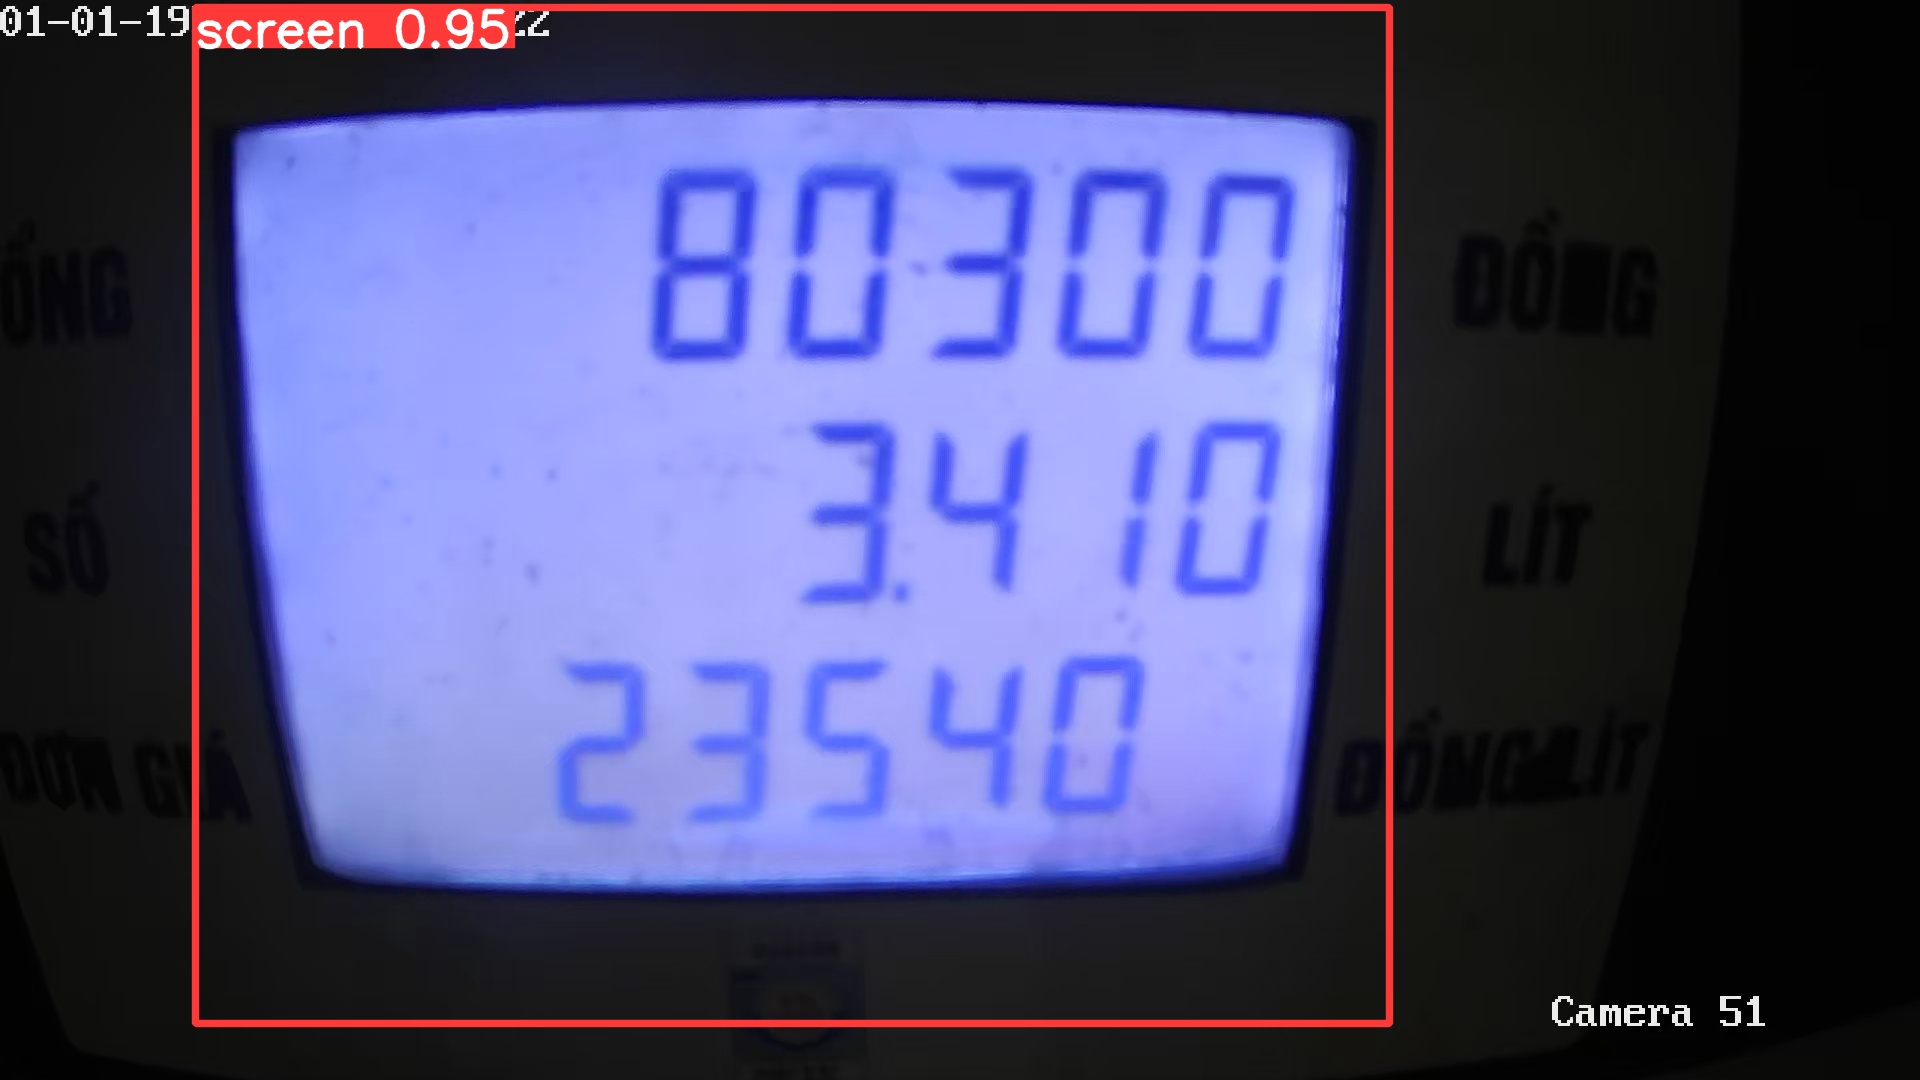 01-01-19
screen 0.95
80300
ĐỒNG
3.410
SỐ
LÍT
23540
ĐƠN GIÁ
ĐỒNG/LÍT
Camera 51